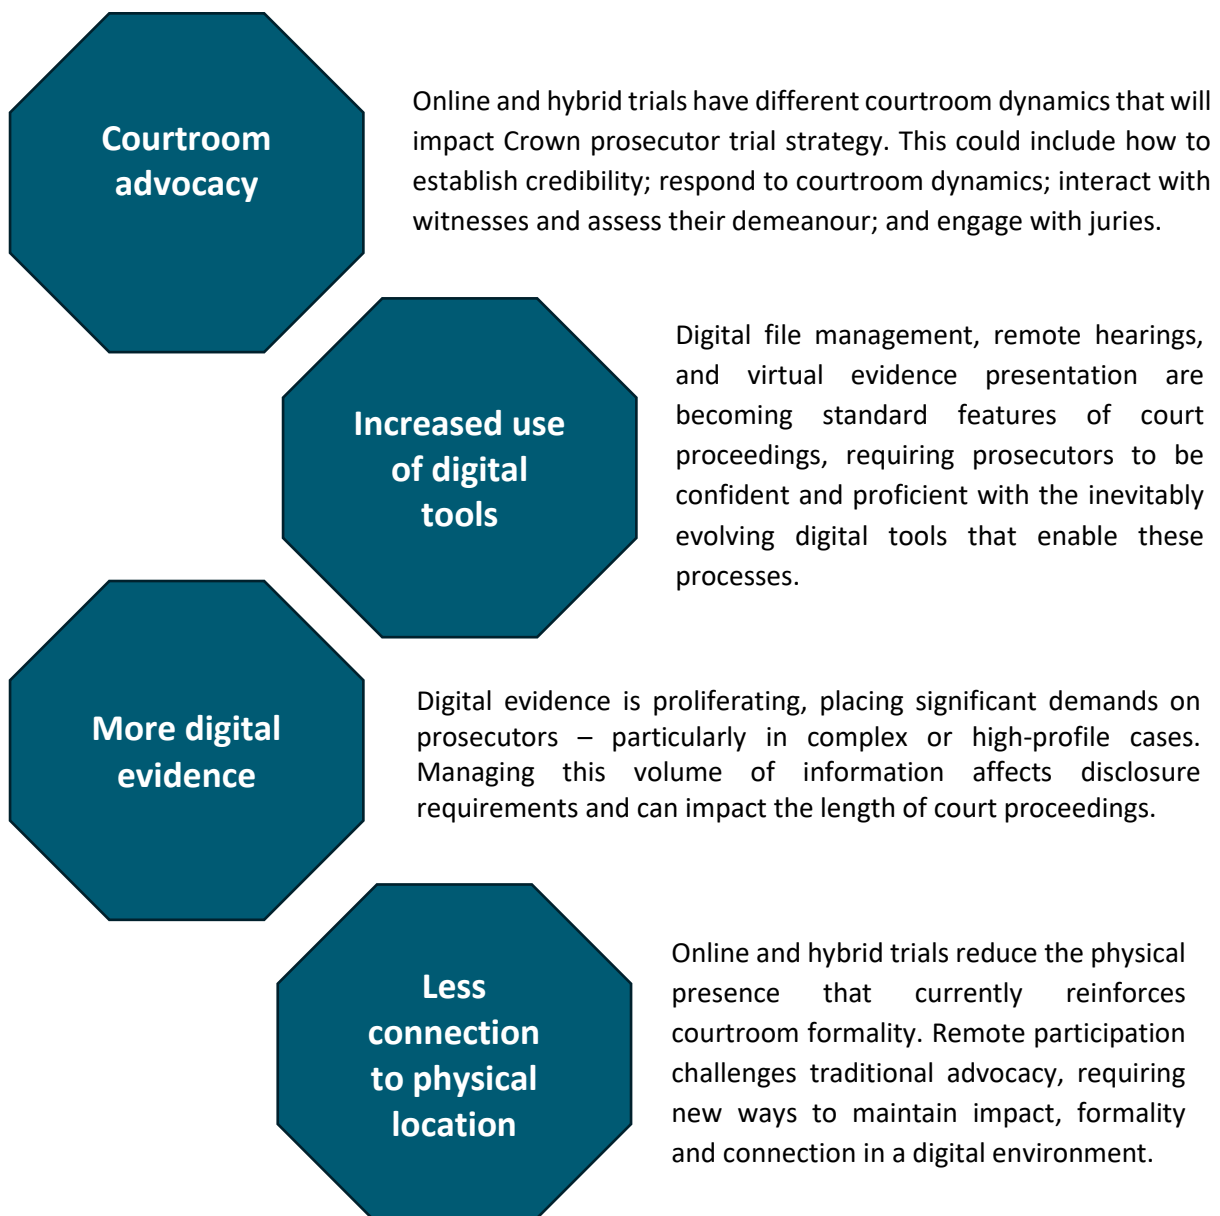 Courtroom
advocacy
Online and hybrid trials have different courtroom dynamics that will
impact Crown prosecutor trial strategy. This could include how to
establish credibility; respond to courtroom dynamics; interact with
witnesses and assess their demeanour; and engage with juries.
Increased use
of digital
tools
Digital file management, remote hearings,
and virtual evidence presentation are
becoming standard features of court
proceedings, requiring prosecutors to be
confident and proficient with the inevitably
evolving digital tools that enable these
processes.
More digital
evidence
Digital evidence is proliferating, placing significant demands on
prosecutors – particularly in complex or high-profile cases.
Managing this volume of information affects disclosure
requirements and can impact the length of court proceedings.
Less
connection
to physical
location
Online and hybrid trials reduce the physical
presence that currently reinforces
courtroom formality. Remote participation
challenges traditional advocacy, requiring
new ways to maintain impact, formality
and connection in a digital environment.